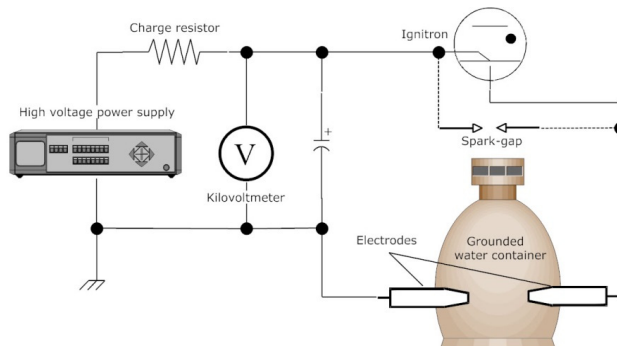 Charge resistor
Ignitron
High voltage power supply
+
V
Spark-gap
Kilovoltmeter
Electrodes
Grounded
water container